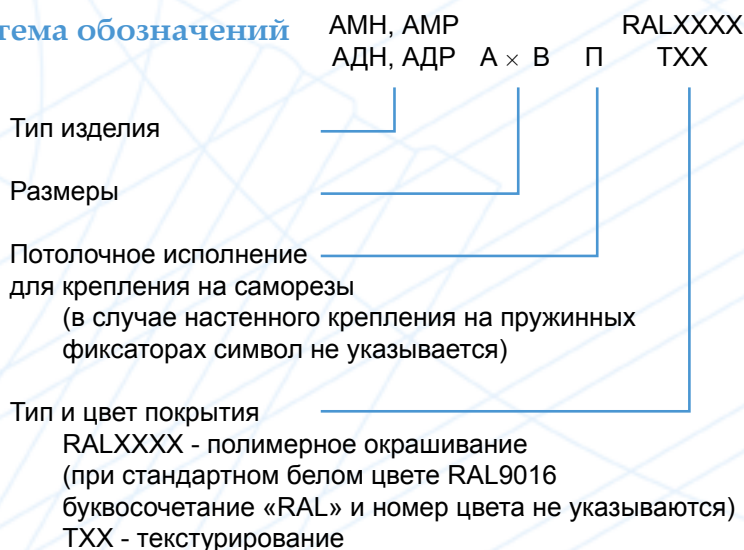 тема обозначений
АМН, АМР RALXXXX
АДН, АДР А × В П ТХХ
Тип изделия
Размеры
Потолочное исполнение
для крепления на саморезы
(в случае настенного крепления на пружинных
фиксаторах символ не указывается)
Тип и цвет покрытия
RALXXXX - полимерное окрашивание
(при стандартном белом цвете RAL9016
буквосочетание «RAL» и номер цвета не указываются)
ТХХ - текстурирование